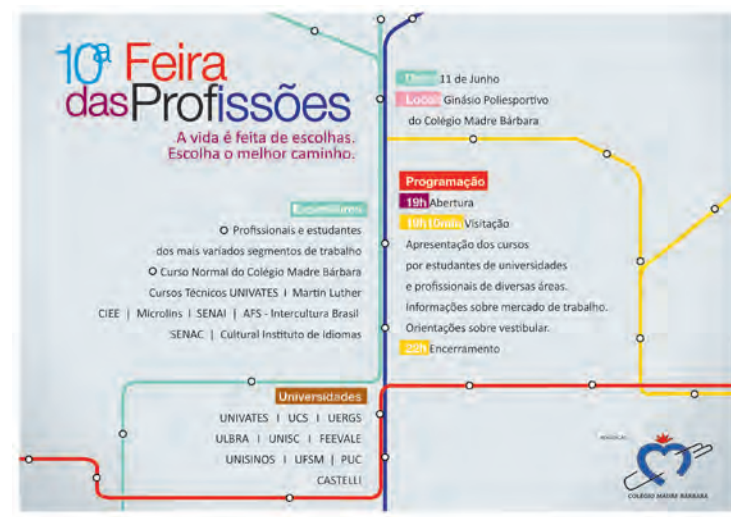 10ª Feira
das Profissões
A vida é feita de escolhas.
Escolha o melhor caminho.
Expositores
Profissionais e estudantes
dos mais variados segmentos de trabalho
Curso Normal do Colégio Madre Bárbara
Cursos Técnicos UNIVATES I Martin Luther
CIEE | Microlins I SENAI | AFS - Intercultura Brasil
SENAC | Cultural Instituto de Idiomas
Universidades
UNIVATES I UCS I UERGS
ULBRA I UNISC I FEEVALE
UNISINOS I UFSM | PUC
CASTELLI
11 de Junho
Ginásio Poliesportivo
do Colégio Madre Bárbara
Programação
19h Abertura
19h10min Visitação
Apresentação dos cursos
por estudantes de universidades
e profissionais de diversas áreas.
Informações sobre mercado de trabalho.
Orientações sobre vestibular.
22h Encerramento
COLÉGIO MADRE BÁRBARA